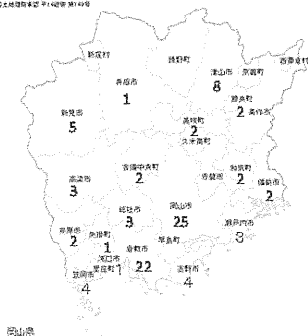 新庄村
鏡野町
津山市
奈義町
西粟倉村
真庭市
8
1
勝央町
美作市
2
新見市
5
美咲町
2
久米南町
吉備中央町
2
赤磐市
和気町
2
備前市
2
高梁市
3
総社市
3
岡山市
25
瀬戸内市
3
井原市
2
矢掛町
1
早島町
倉敷市
22
浅口市
里庄町
1
笠岡市
4
玉野市
4
岡山県